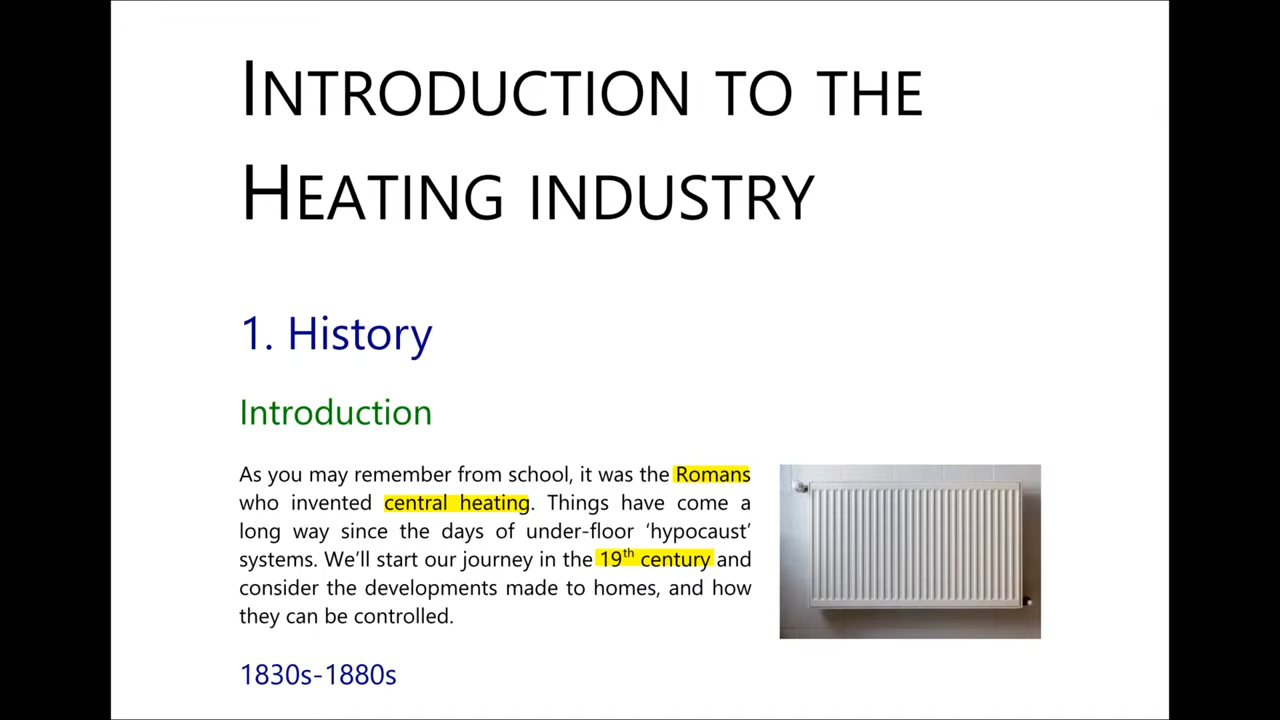 INTRODUCTION TO THE
HEATING INDUSTRY
1. History
Introduction
As you may remember from school, it was the Romans
who invented central heating. Things have come a
long way since the days of under-floor ‘hypocaust’
systems. We’ll start our journey in the 19th century and
consider the developments made to homes, and how
they can be controlled.
1830s-1880s